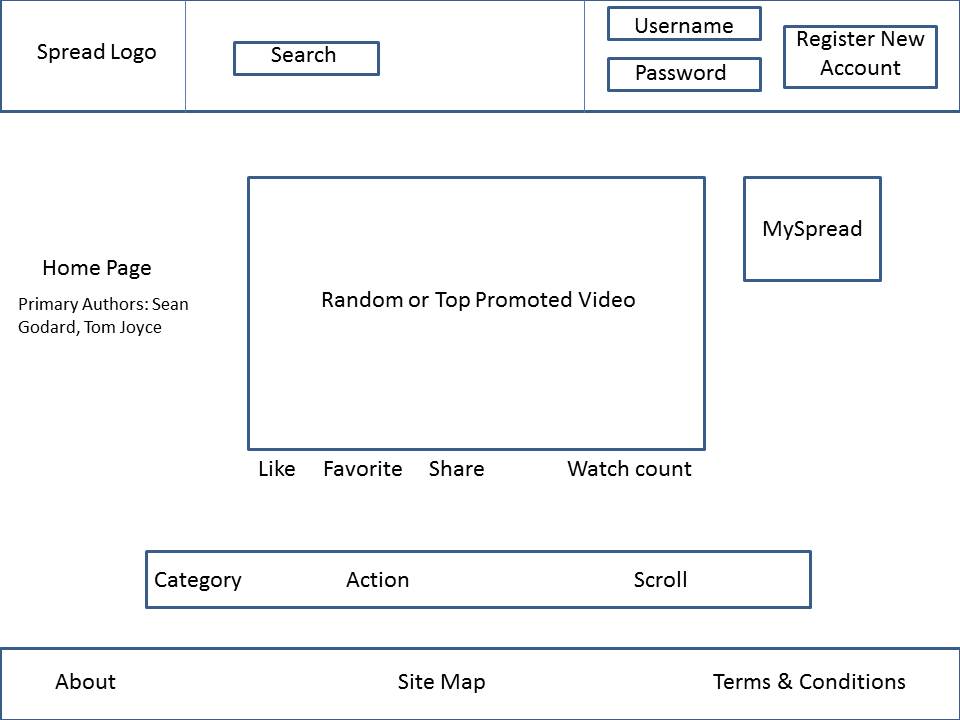 Spread Logo
Search
Username
Password
Register New
Account
Home Page
Primary Authors: Sean
Godard, Tom Joyce
Random or Top Promoted Video
MySpread
Like Favorite Share Watch count
Category Action Scroll
About Site Map Terms & Conditions